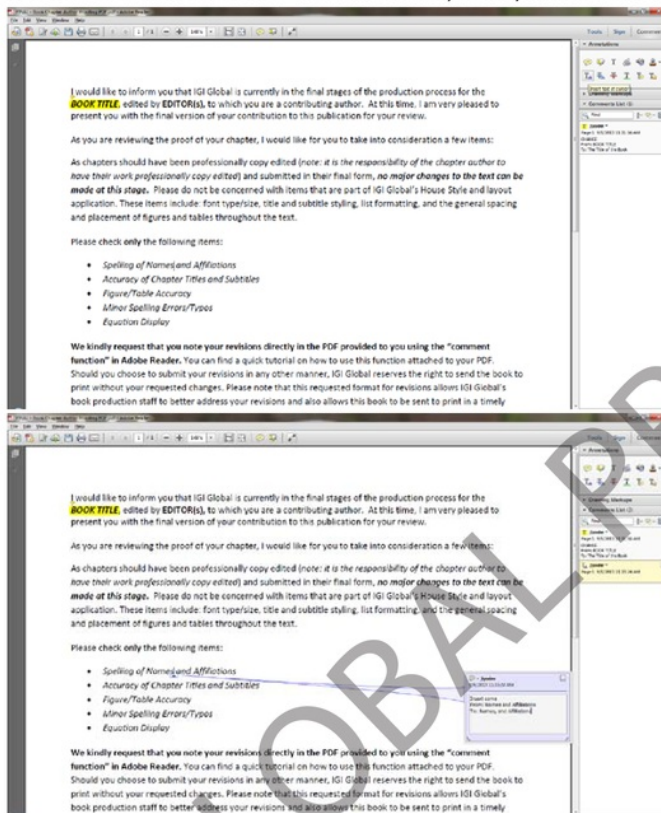 Tools Sign Comment
Annotations
I would like to inform you that IGI Global is currently in the final stages of the production process for the
BOOK TITLE, edited by EDITOR(s), to which you are a contributing author. At this time, I am very pleased to
present you with the final version of your contribution to this publication for your review.
As you are reviewing the proof of your chapter, I would like for you to take into consideration a few items:
As chapters should have been professionally copy edited (note: it is the responsibility of the chapter author to
have their work professionally copy edited) and submitted in their final form, no major changes to the text can be
made at this stage. Please do not be concerned with items that are part of IGI Global's House Style and layout
application. These items include: font type/size, title and subtitle styling, list formatting, and the general spacing
and placement of figures and tables throughout the text.
Please check only the following items:
• Spelling of Names and Affiliations
• Accuracy of Chapter Titles and Subtitles
• Figure/Table Accuracy
• Minor Spelling Errors/Typos
• Equation Display
We kindly request that you note your revisions directly in the PDF provided to you using the "comment
function" in Adobe Reader. You can find a quick tutorial on how to use this function attached to your PDF.
Should you choose to submit your revisions in any other manner, IGI Global reserves the right to send the book to
print without your requested changes. Please note that this requested format for revisions allows IGI Global's
book production staff to better address your revisions and also allows this book to be sent to print in a timely
Tools Sign Comment
Annotations
Drawing Markups
Comments List (2)
I would like to inform you that IGI Global is currently in the final stages of the production process for the
BOOK TITLE, edited by EDITOR(s), to which you are a contributing author. At this time, I am very pleased to
present you with the final version of your contribution to this publication for your review.
As you are reviewing the proof of your chapter, I would like for you to take into consideration a few items:
As chapters should have been professionally copy edited (note: it is the responsibility of the chapter author to
have their work professionally copy edited) and submitted in their final form, no major changes to the text can be
made at this stage. Please do not be concerned with items that are part of IGI Global's House Style and layout
application. These items include: font type/size, title and subtitle styling, list formatting, and the general spacing
and placement of figures and tables throughout the text.
Please check only the following items:
• Spelling of Names and Affiliations
• Accuracy of Chapter Titles and Subtitles
• Figure/Table Accuracy
• Minor Spelling Errors/Typos
• Equation Display
From: Names and Affiliations
To: Names, and Affiliations
We kindly request that you note your revisions directly in the PDF provided to you using the "comment
function" in Adobe Reader. You can find a quick tutorial on how to use this function attached to your PDF.
Should you choose to submit your revisions in any other manner, IGI Global reserves the right to send the book to
print without your requested changes. Please note that this requested format for revisions allows IGI Global's
book production staff to better address your revisions and also allows this book to be sent to print in a timely